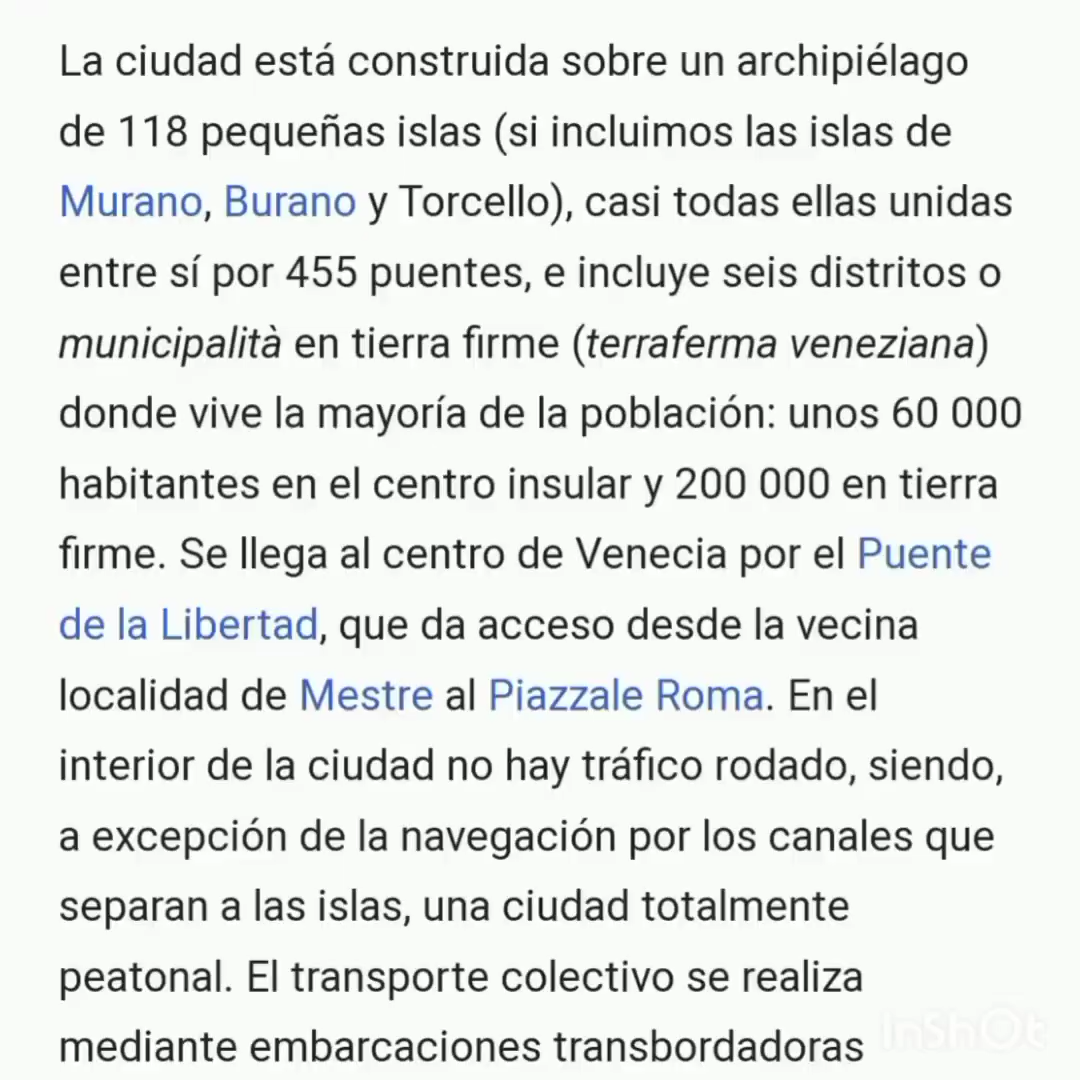 La ciudad está construida sobre un archipiélago
de 118 pequeñas islas (si incluimos las islas de
Murano, Burano y Torcello), casi todas ellas unidas
entre sí por 455 puentes, e incluye seis distritos o
municipalità en tierra firme (terraferma veneziana)
donde vive la mayoría de la población: unos 60 000
habitantes en el centro insular y 200 000 en tierra
firme. Se llega al centro de Venecia por el Puente
de la Libertad, que da acceso desde la vecina
localidad de Mestre al Piazzale Roma. En el
interior de la ciudad no hay tráfico rodado, siendo,
a excepción de la navegación por los canales que
separan a las islas, una ciudad totalmente
peatonal. El transporte colectivo se realiza
mediante embarcaciones transbordadoras
InShOt